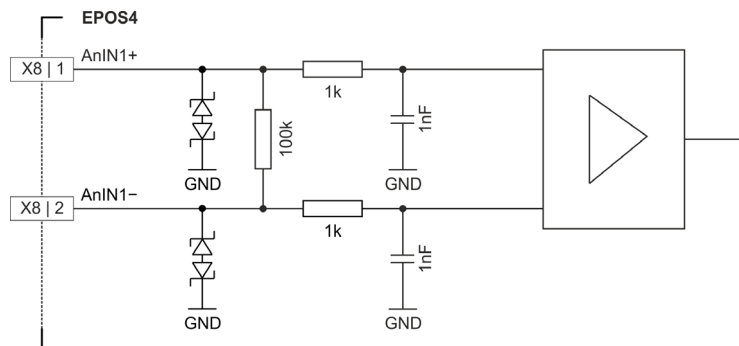 EPOS4
X8 | 1
AnIN1+
1k
100k
1nF
GND
GND
X8 | 2
AnIN1−
1k
1nF
GND
GND